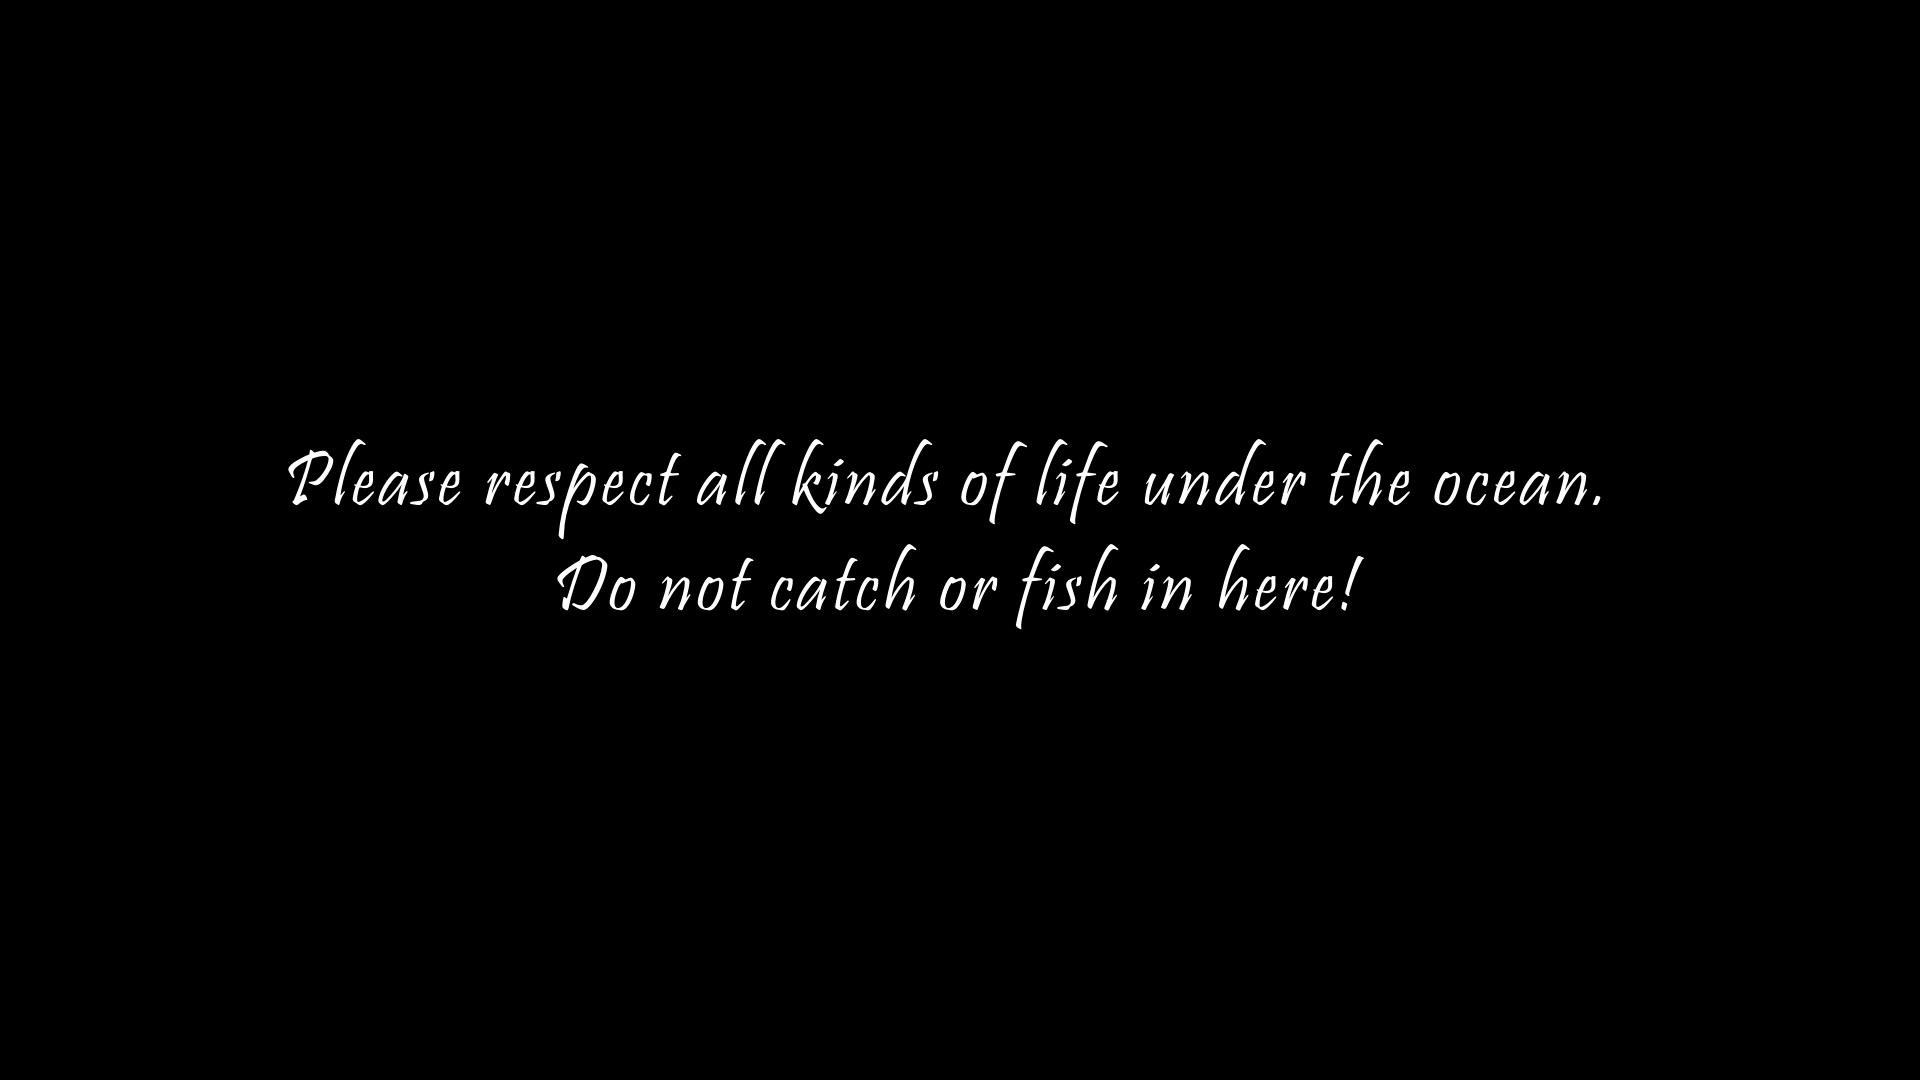 Please respect all kinds of life under the ocean.
Do not catch or fish in here!